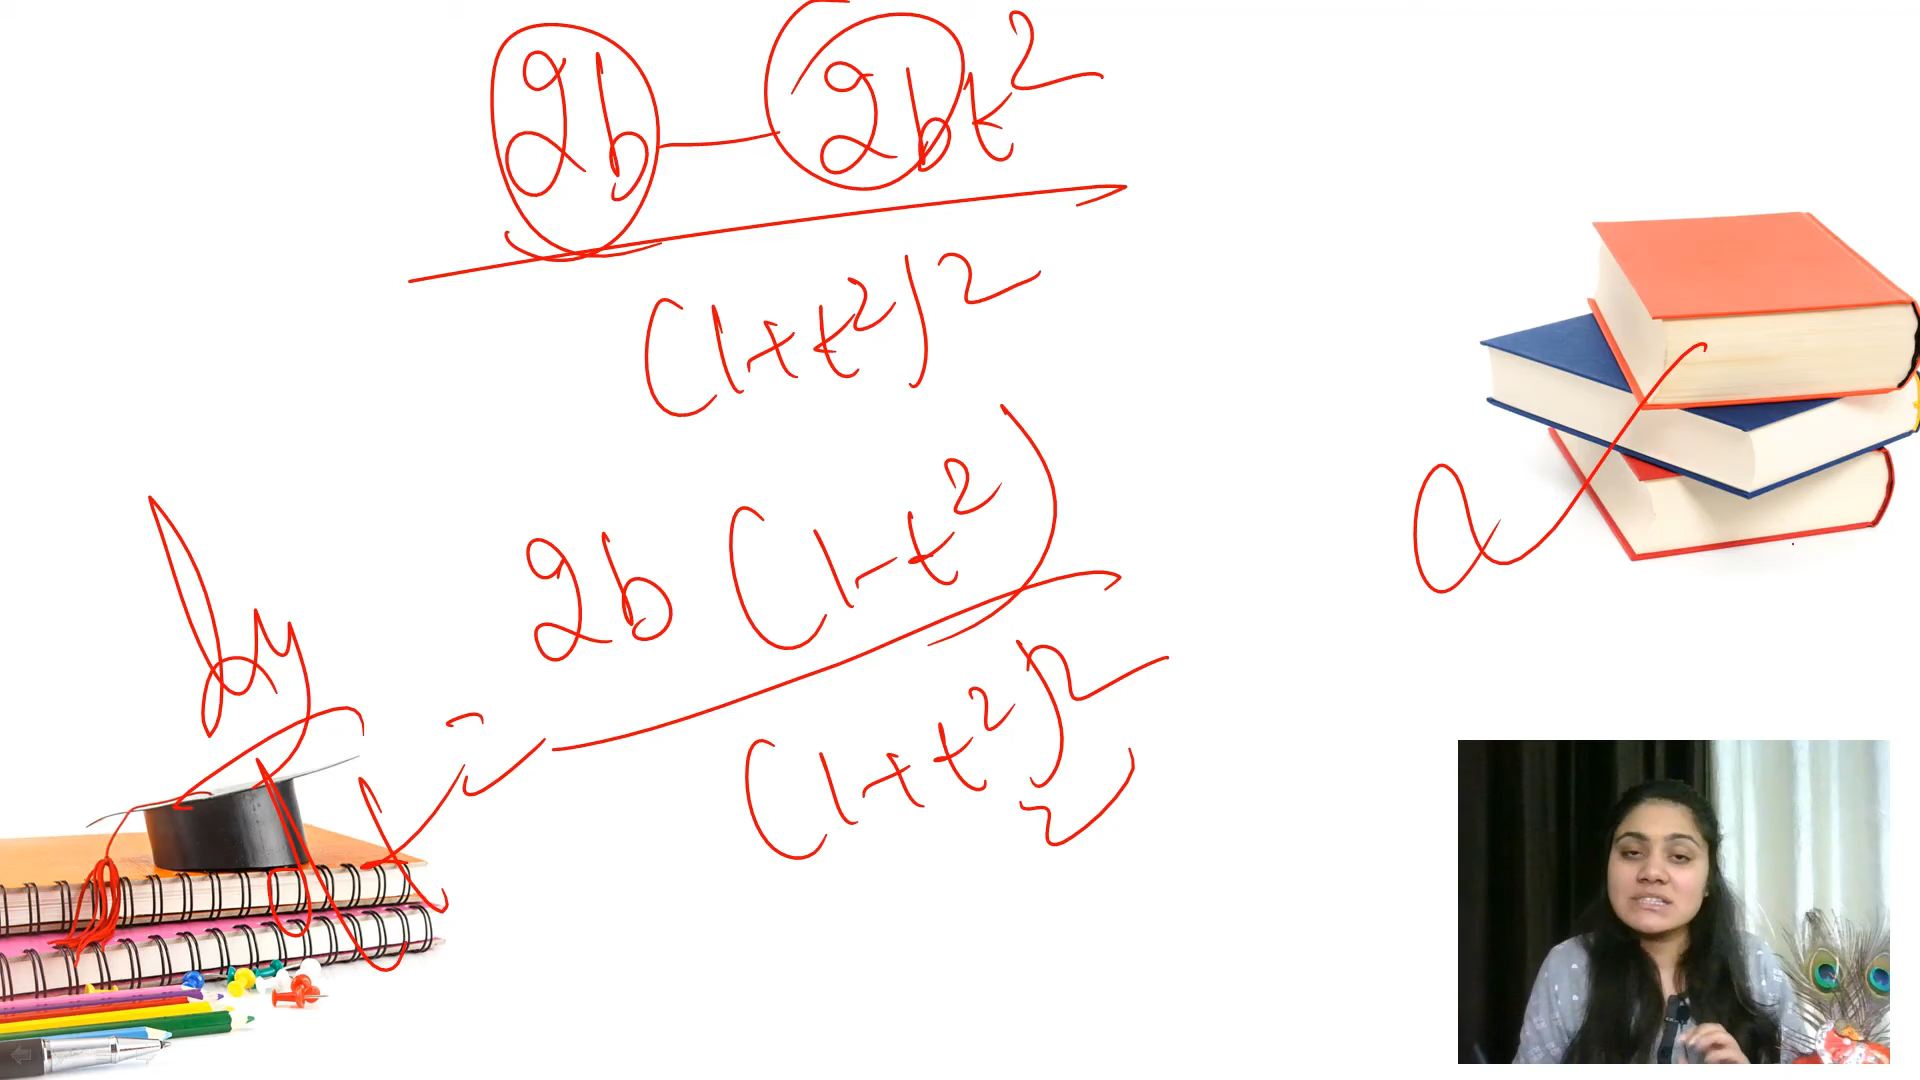 2b - 2bt²
(1+t²)²
2b (1-t²)
dy
dt
(1+t²)²